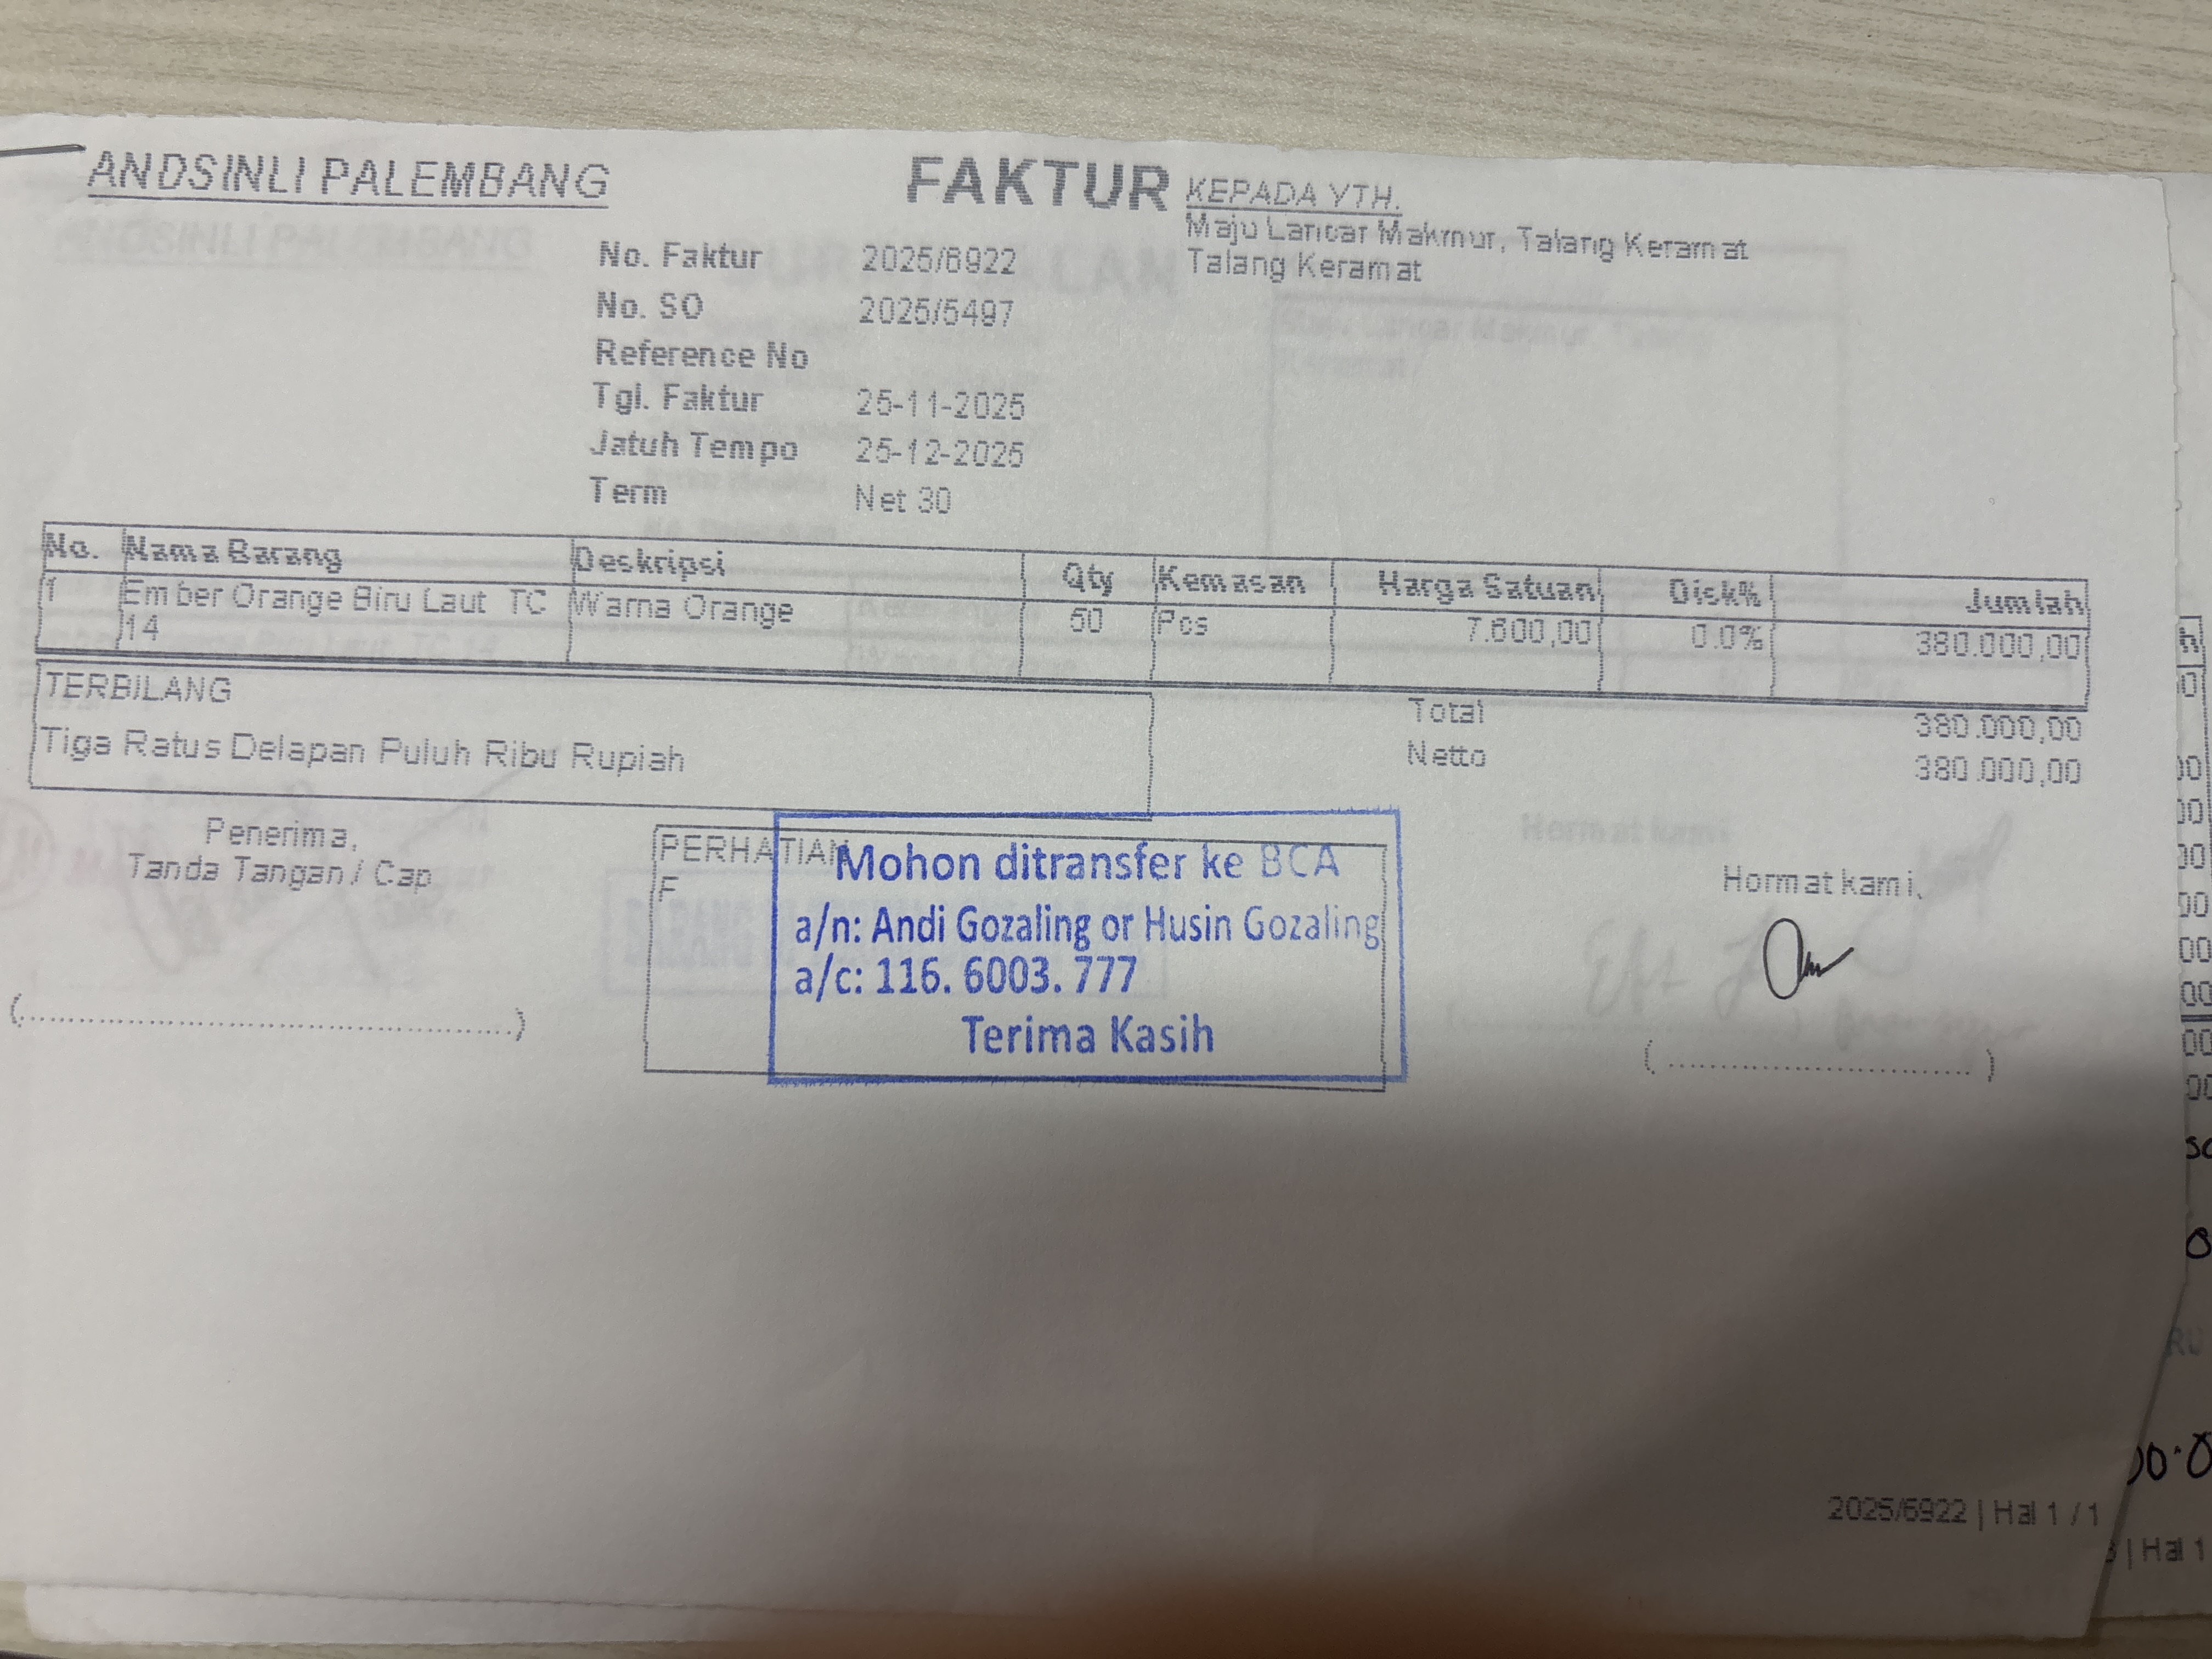 ANDSINLI PALEMBANG
FAKTUR
KEPADA YTH.
Maju Lancar Makmur, Talang Keramat
Talang Keramat
No. Faktur 2025/6922
No. SO 2025/5497
Reference No
Tgl. Faktur 25-11-2025
Jatuh Tempo 25-12-2025
Term Net 30
No. Nama Barang Deskripsi Qty Kemasan Harga Satuan Disk% Jumlah
1 Ember Orange Biru Laut TC Warna Orange 50 Pcs 7.600,00 0.0% 380.000,00
14
TERBILANG
Tiga Ratus Delapan Puluh Ribu Rupiah
Total 380.000,00
Netto 380.000,00
Penerima,
Tanda Tangan / Cap
PERHATIAN
F
Mohon ditransfer ke BCA
a/n: Andi Gozaling or Husin Gozaling
a/c: 116. 6003. 777
Terima Kasih
Hormat kami,
2025/6922 | Hal 1 / 1
| Hal 1